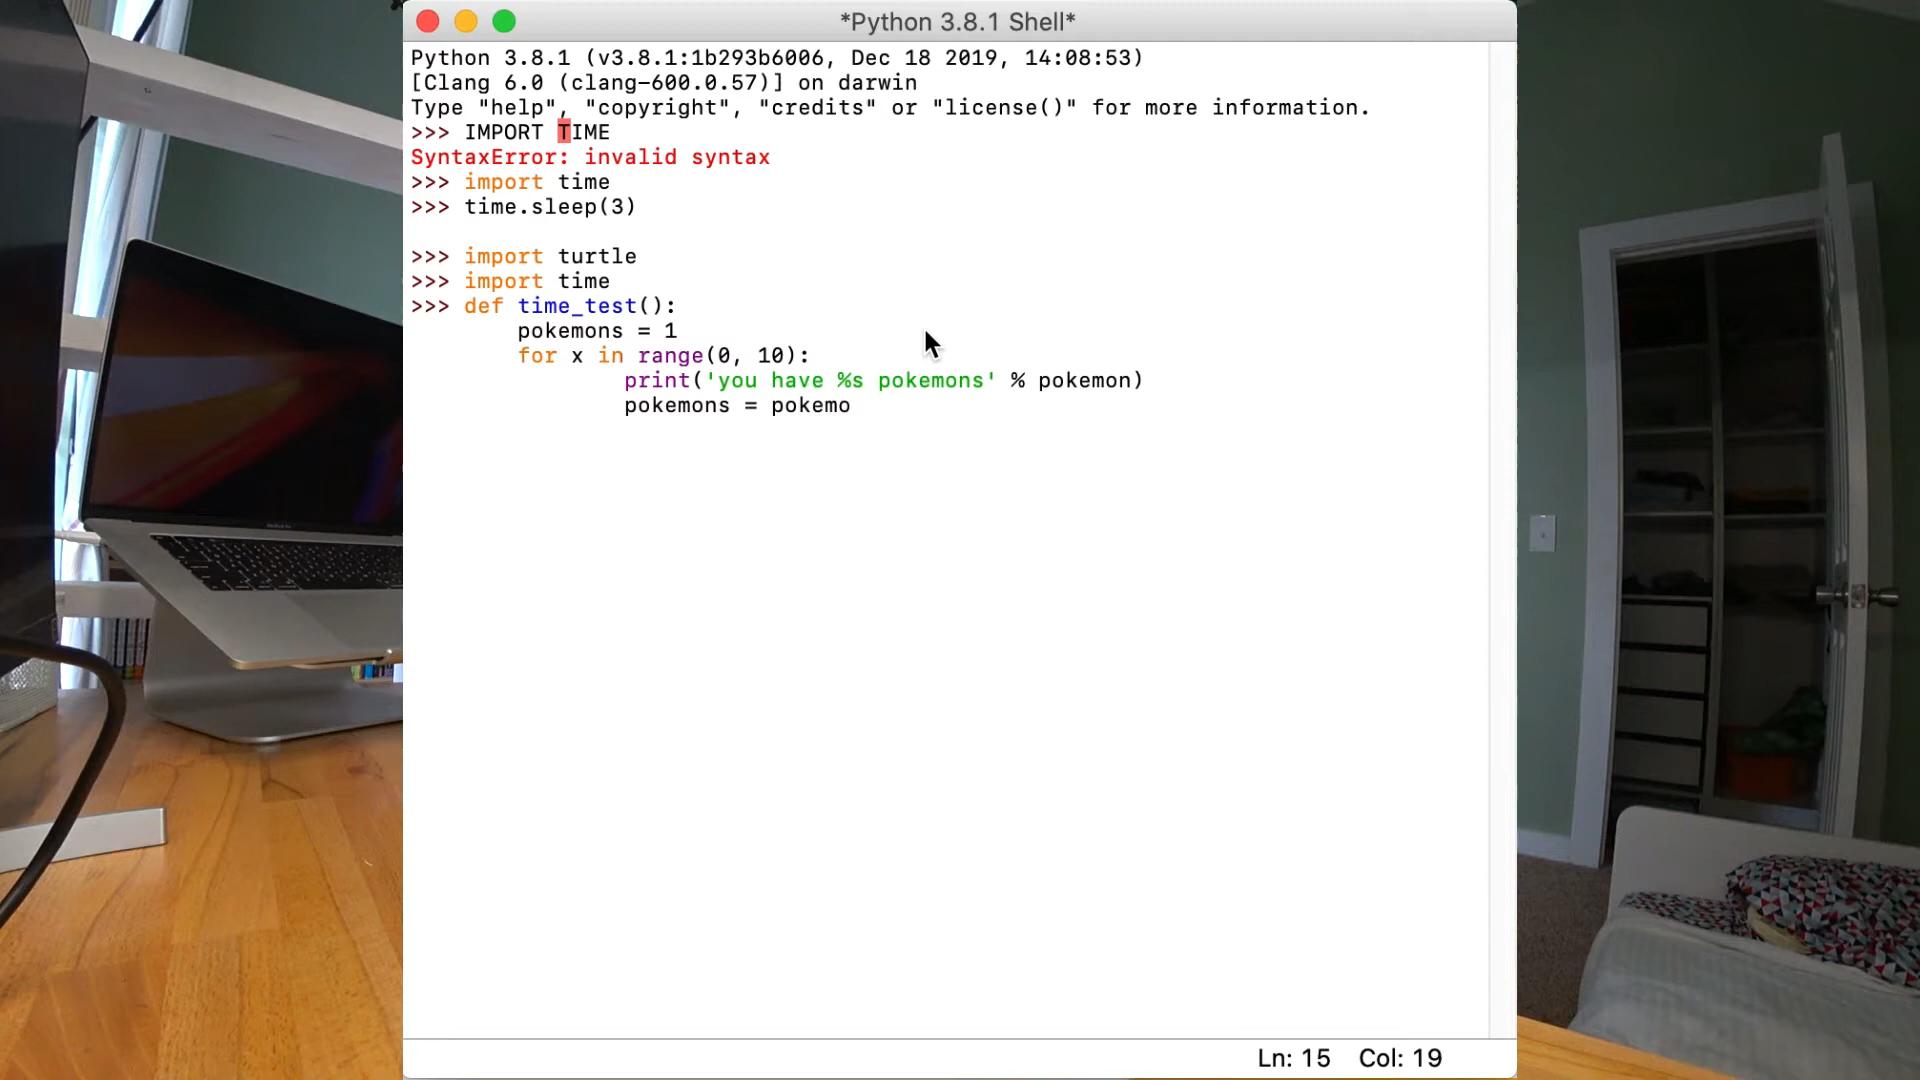 *Python 3.8.1 Shell*
Python 3.8.1 (v3.8.1:1b293b6006, Dec 18 2019, 14:08:53)
[Clang 6.0 (clang-600.0.57)] on darwin
Type "help", "copyright", "credits" or "license()" for more information.
>>> IMPORT TIME
SyntaxError: invalid syntax
>>> import time
>>> time.sleep(3)
>>> import turtle
>>> import time
>>> def time_test():
pokemons = 1
for x in range(0, 10):
print('you have %s pokemons' % pokemon)
pokemons = pokemo
Ln: 15 Col: 19